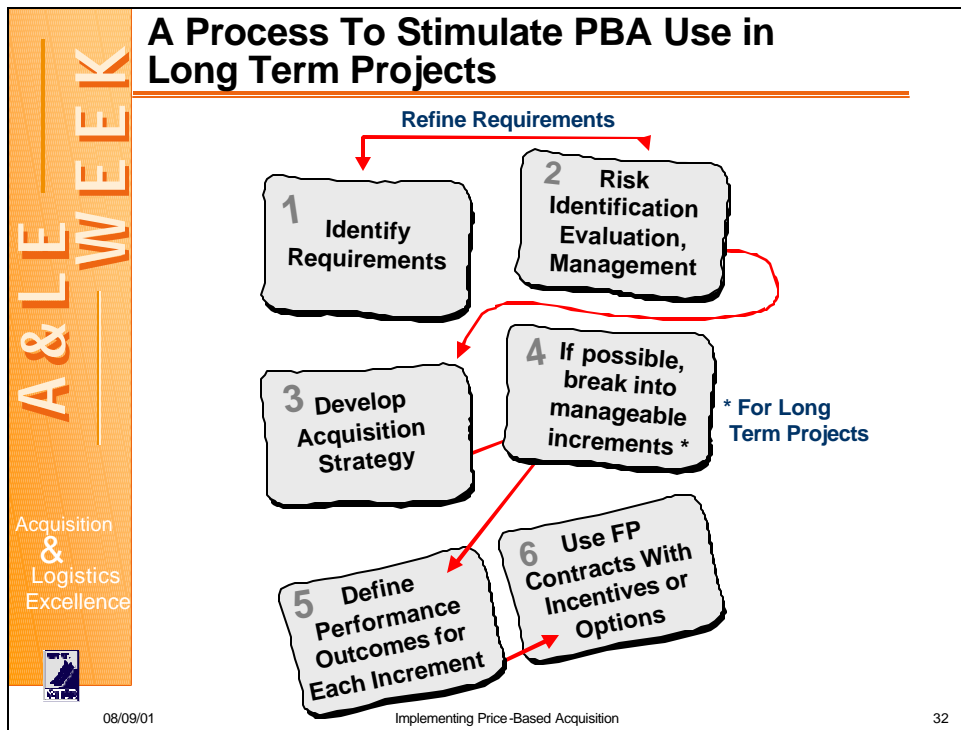 A Process To Stimulate PBA Use in
Long Term Projects
A & L E
W E E K
Acquisition
&
Logistics
Excellence
Refine Requirements
1
Identify
Requirements
2
Risk
Identification
Evaluation,
Management
3
Develop
Acquisition
Strategy
4
If possible,
break into
manageable
increments *
* For Long
Term Projects
5
Define
Performance
Outcomes for
Each Increment
6
Use FP
Contracts With
Incentives or
Options
08/09/01
Implementing Price-Based Acquisition
32